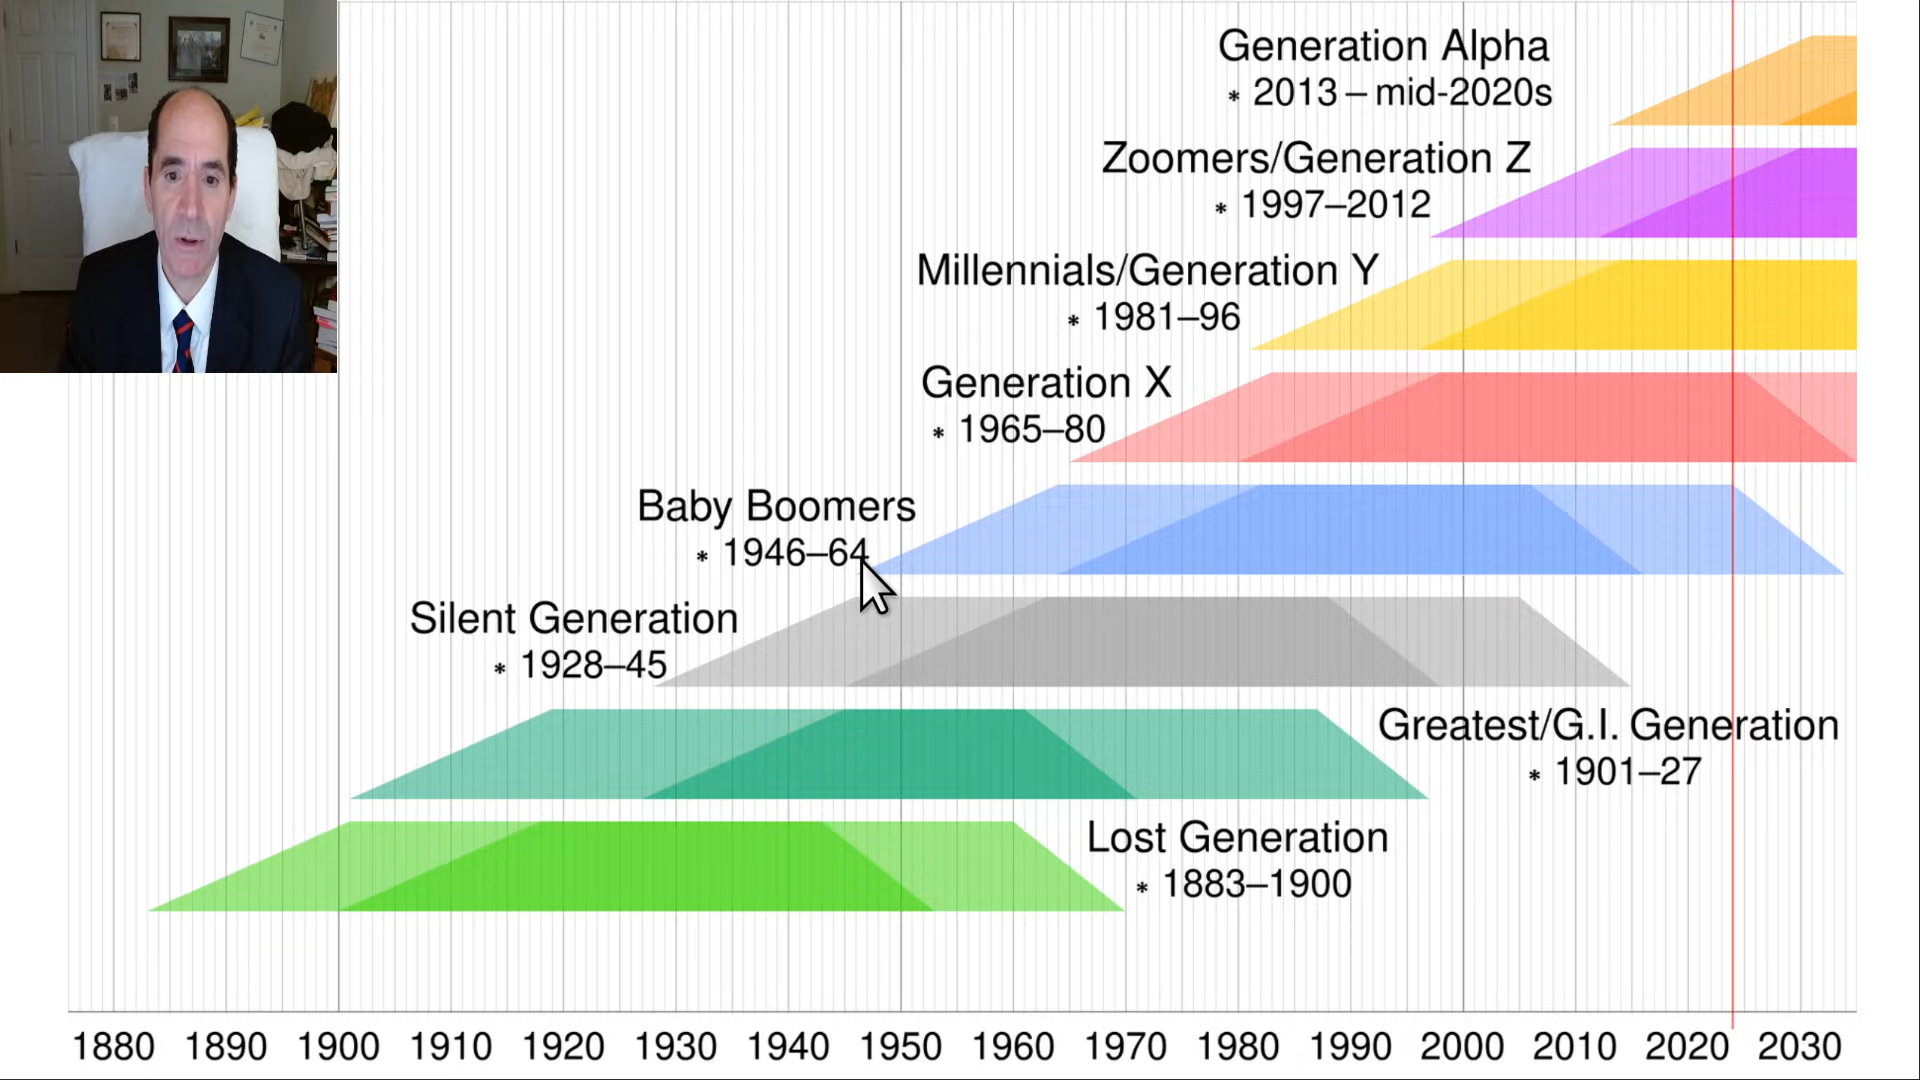 Generation Alpha
* 2013 – mid-2020s
Zoomers/Generation Z
* 1997–2012
Millennials/Generation Y
* 1981–96
Generation X
* 1965–80
Baby Boomers
* 1946–64
Silent Generation
* 1928–45
Greatest/G.I. Generation
* 1901–27
Lost Generation
* 1883–1900
1880 1890 1900 1910 1920 1930 1940 1950 1960 1970 1980 1990 2000 2010 2020 2030